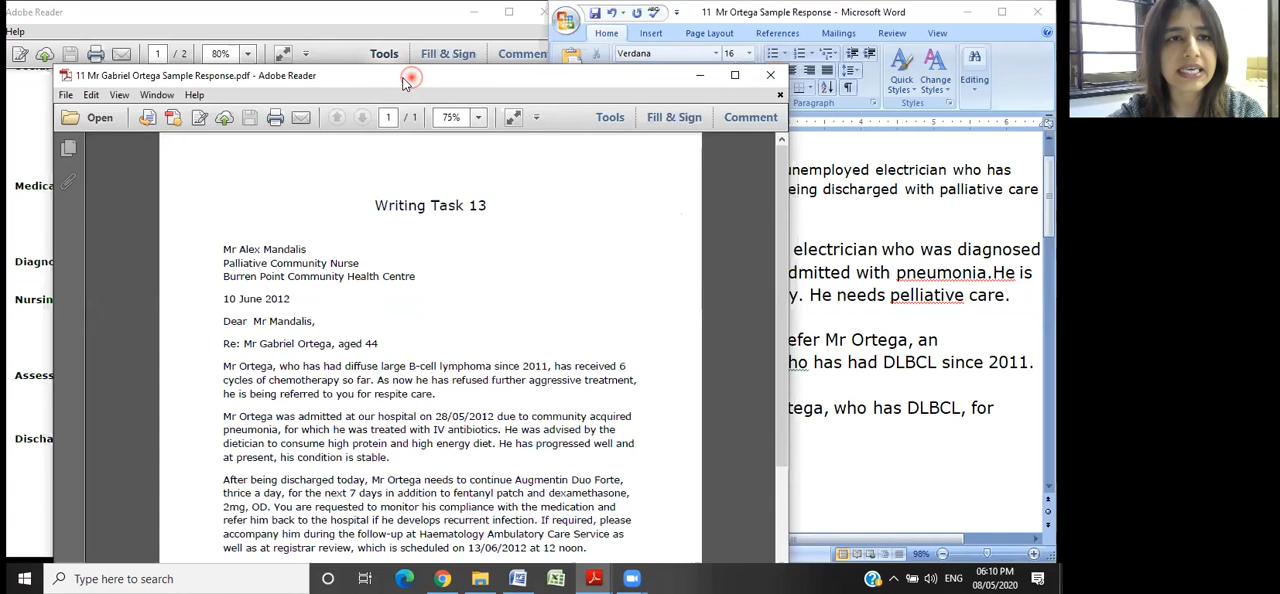 Adobe Reader
11 Mr Ortega Sample Response - Microsoft Word
Help
Home Insert Page Layout References Mailings Review View
1 / 2 80% Tools Fill & Sign Comment
Verdana 16
Quick Styles Change Styles Editing
Paragraph Styles
11 Mr Gabriel Ortega Sample Response.pdf - Adobe Reader
File Edit View Window Help
Open 1 / 1 75% Tools Fill & Sign Comment
Medica
Diagno
Nursin
Assess
Discha
Writing Task 13
Mr Alex Mandalis
Palliative Community Nurse
Burren Point Community Health Centre
10 June 2012
Dear Mr Mandalis,
Re: Mr Gabriel Ortega, aged 44
Mr Ortega, who has had diffuse large B-cell lymphoma since 2011, has received 6
cycles of chemotherapy so far. As now he has refused further aggressive treatment,
he is being referred to you for respite care.
Mr Ortega was admitted at our hospital on 28/05/2012 due to community acquired
pneumonia, for which he was treated with IV antibiotics. He was advised by the
dietician to consume high protein and high energy diet. He has progressed well and
at present, his condition is stable.
After being discharged today, Mr Ortega needs to continue Augmentin Duo Forte,
thrice a day, for the next 7 days in addition to fentanyl patch and dexamethasone,
2mg, OD. You are requested to monitor his compliance with the medication and
refer him back to the hospital if he develops recurrent infection. If required, please
accompany him during the follow-up at Haematology Ambulatory Care Service as
well as at registrar review, which is scheduled on 13/06/2012 at 12 noon.
unemployed electrician who has
eing discharged with palliative care
electrician who was diagnosed
dmitted with pneumonia.He is
y. He needs pelliative care.
efer Mr Ortega, an
ho has had DLBCL since 2011.
tega, who has DLBCL, for
98%
Type here to search
ENG
06:10 PM
08/05/2020